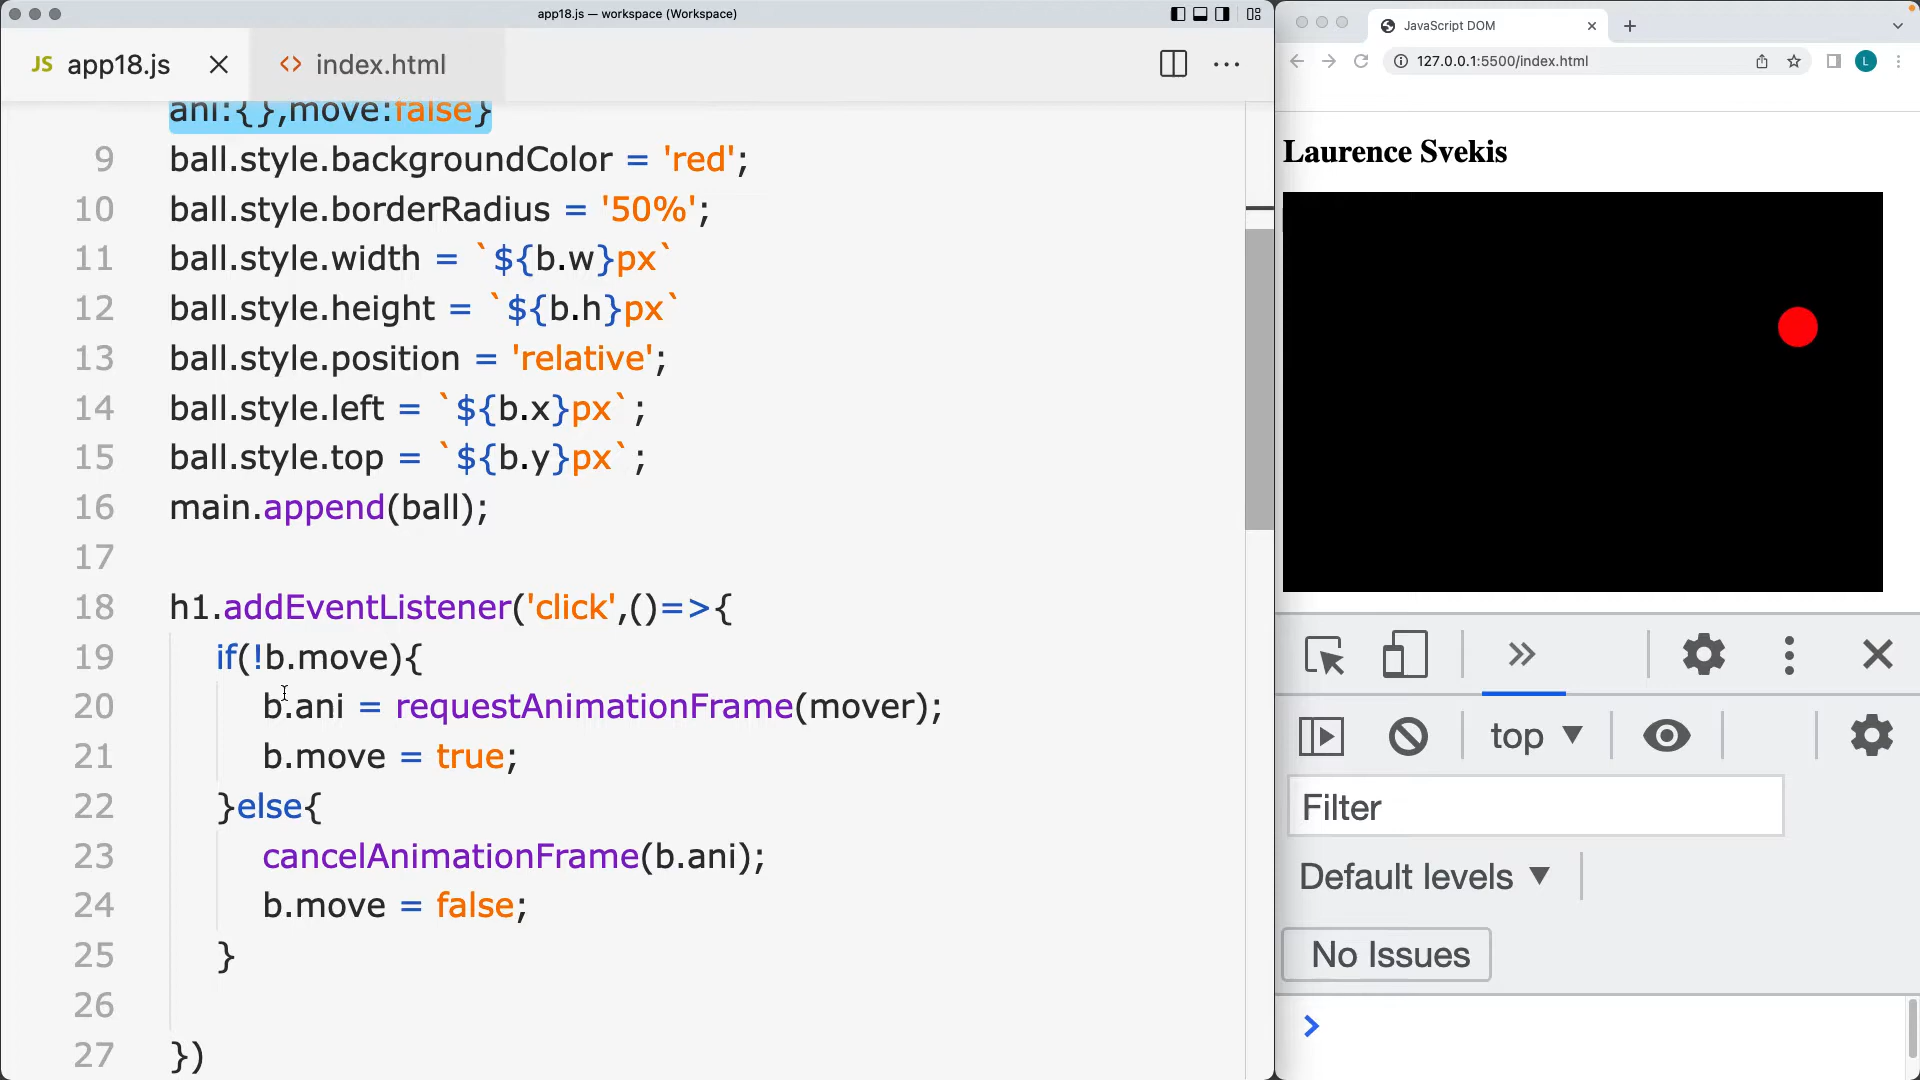 app18.js — workspace (Workspace)
JS app18.js
<> index.html
ani:{},move:false}
9 ball.style.backgroundColor = 'red';
10 ball.style.borderRadius = '50%';
11 ball.style.width = `${b.w}px`
12 ball.style.height = `${b.h}px`
13 ball.style.position = 'relative';
14 ball.style.left = `${b.x}px`;
15 ball.style.top = `${b.y}px`;
16 main.append(ball);
17
18 h1.addEventListener('click',()=>{
19 if(!b.move){
20 b.ani = requestAnimationFrame(mover);
21 b.move = true;
22 }else{
23 cancelAnimationFrame(b.ani);
24 b.move = false;
25 }
26
27 })
JavaScript DOM
127.0.0.1:5500/index.html
L
Laurence Svekis
top
Filter
Default levels
No Issues